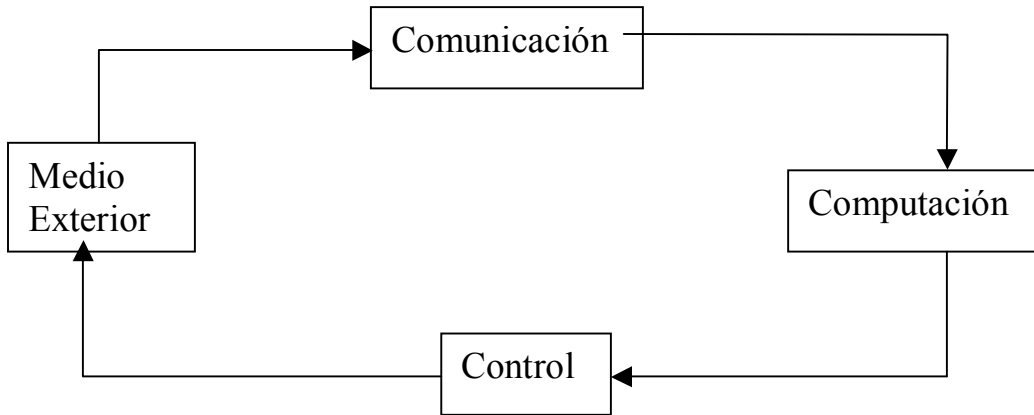 Comunicación
Medio
Exterior
Computación
Control